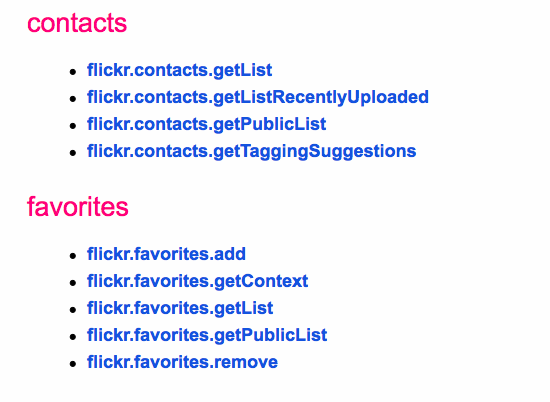 contacts
flickr.contacts.getList
flickr.contacts.getListRecentlyUploaded
flickr.contacts.getPublicList
flickr.contacts.getTaggingSuggestions
favorites
flickr.favorites.add
flickr.favorites.getContext
flickr.favorites.getList
flickr.favorites.getPublicList
flickr.favorites.remove